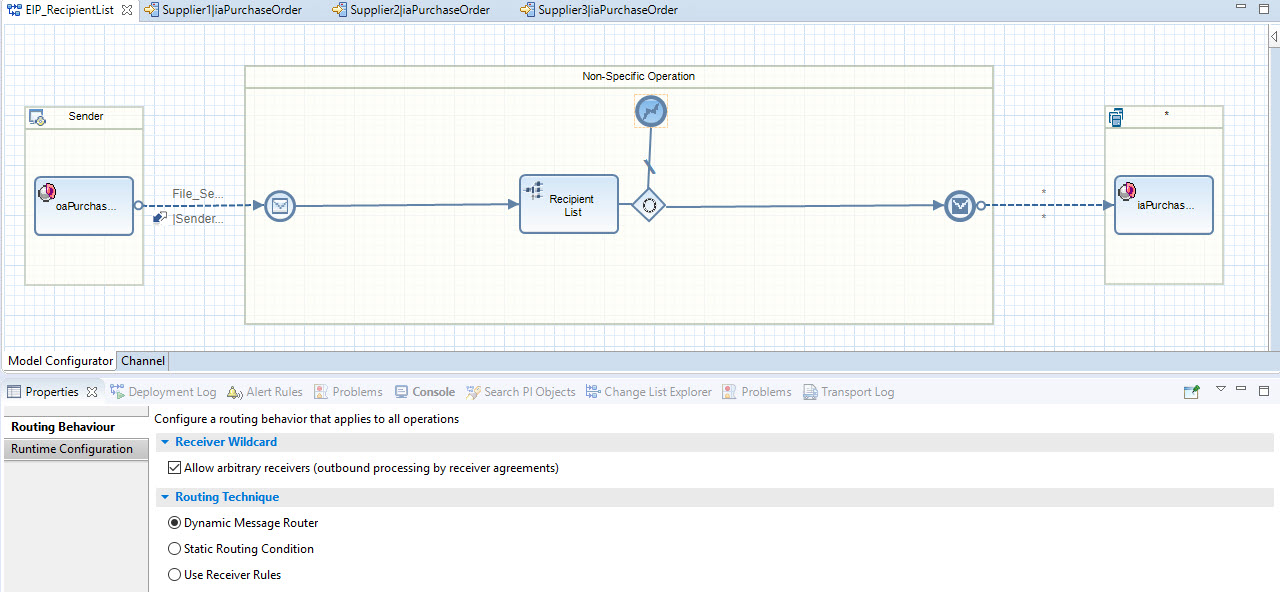 EIP_RecipientList Supplier1|iaPurchaseOrder Supplier2|iaPurchaseOrder Supplier3|iaPurchaseOrder
Non-Specific Operation
Sender
*
oaPurchas...
File_Se...
|Sender...
Recipient
List
*
*
iaPurchas...
Model Configurator Channel
Properties Deployment Log Alert Rules Problems Console Search PI Objects Change List Explorer Problems Transport Log
Routing Behaviour
Runtime Configuration
Configure a routing behavior that applies to all operations
Receiver Wildcard
Allow arbitrary receivers (outbound processing by receiver agreements)
Routing Technique
Dynamic Message Router
Static Routing Condition
Use Receiver Rules